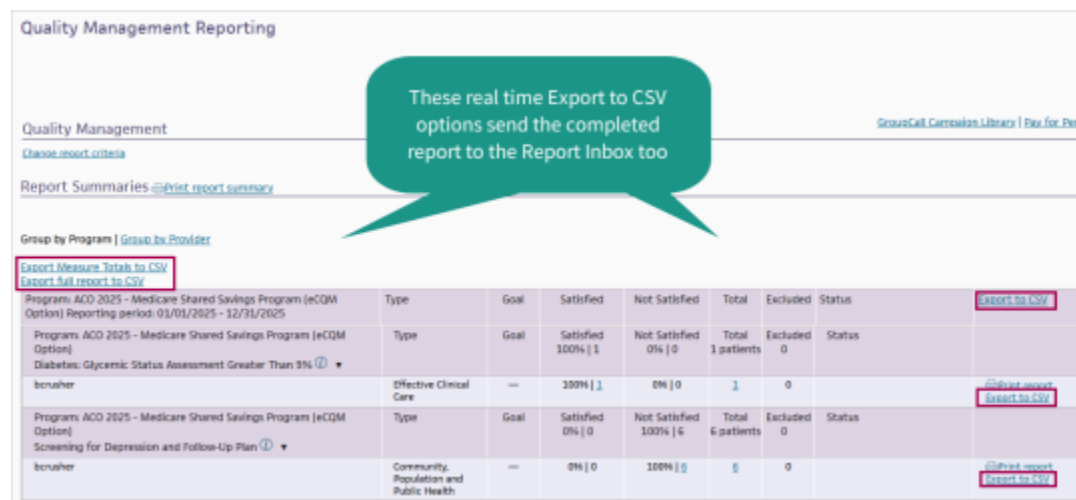 Quality Management Reporting
These real time Export to CSV
options send the completed
report to the Report Inbox too
Quality Management
GroupCall Campaign Library | Pay for Per
Change report criteria
Report Summaries Print report summary
Group by Program | Group by Provider
Export Measure Totals to CSV
Export full report to CSV
Program: ACO 2025 - Medicare Shared Savings Program (eCQM Type Goal Satisfied Not Satisfied Total Excluded Status Export to CSV
Option) Reporting period: 01/01/2025 - 12/31/2025
Program: ACO 2025 - Medicare Shared Savings Program (eCQM Type Goal Satisfied Not Satisfied Total Excluded Status
Option) 100% | 1 0% | 0 1 patients 0
Diabetes: Glycemic Status Assessment Greater Than 9%
bcrusher Effective Clinical — 100% | 1 0% | 0 1 0 Print report
Care Export to CSV
Program: ACO 2025 - Medicare Shared Savings Program (eCQM Type Goal Satisfied Not Satisfied Total Excluded Status
Option) 0% | 0 100% | 6 6 patients 0
Screening for Depression and Follow-Up Plan
bcrusher Community, — 0% | 0 100% | 6 6 0 Print report
Population and Export to CSV
Public Health